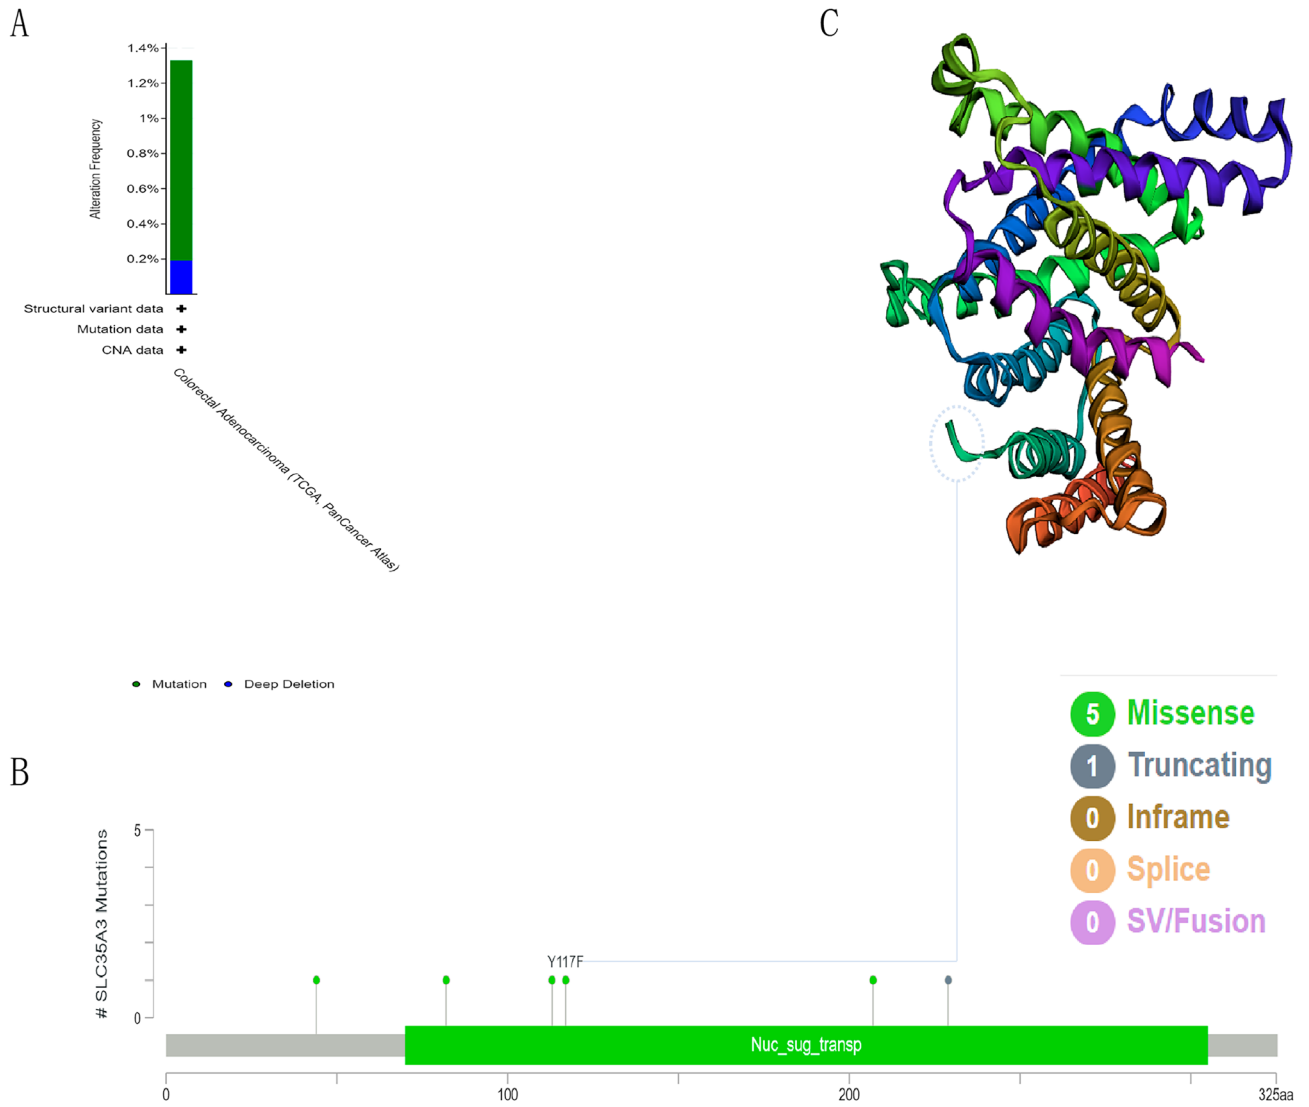 A
C
1.4%
1.2%
1%
0.8%
0.6%
0.4%
0.2%
Alteration Frequency
Structural variant data
Mutation data
CNA data
Colorectal Adenocarcinoma (TCGA, PanCancer Atlas)
Mutation
Deep Deletion
5 Missense
1 Truncating
0 Inframe
0 Splice
0 SV/Fusion
B
# SLC35A3 Mutations
5
0
Y117F
Nuc_sug_transp
0
100
200
325aa